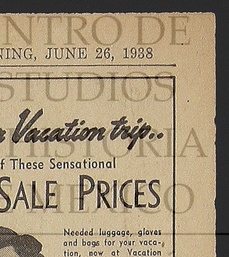 CENTRO DE
NING, JUNE 26, 1938
ESTUDIOS
Vacation trip..
HISTORIA
f These Sensational
SALE PRICES
MEXICO
Needed luggage, gloves
and bags for your vaca-
tion, now at Vacation